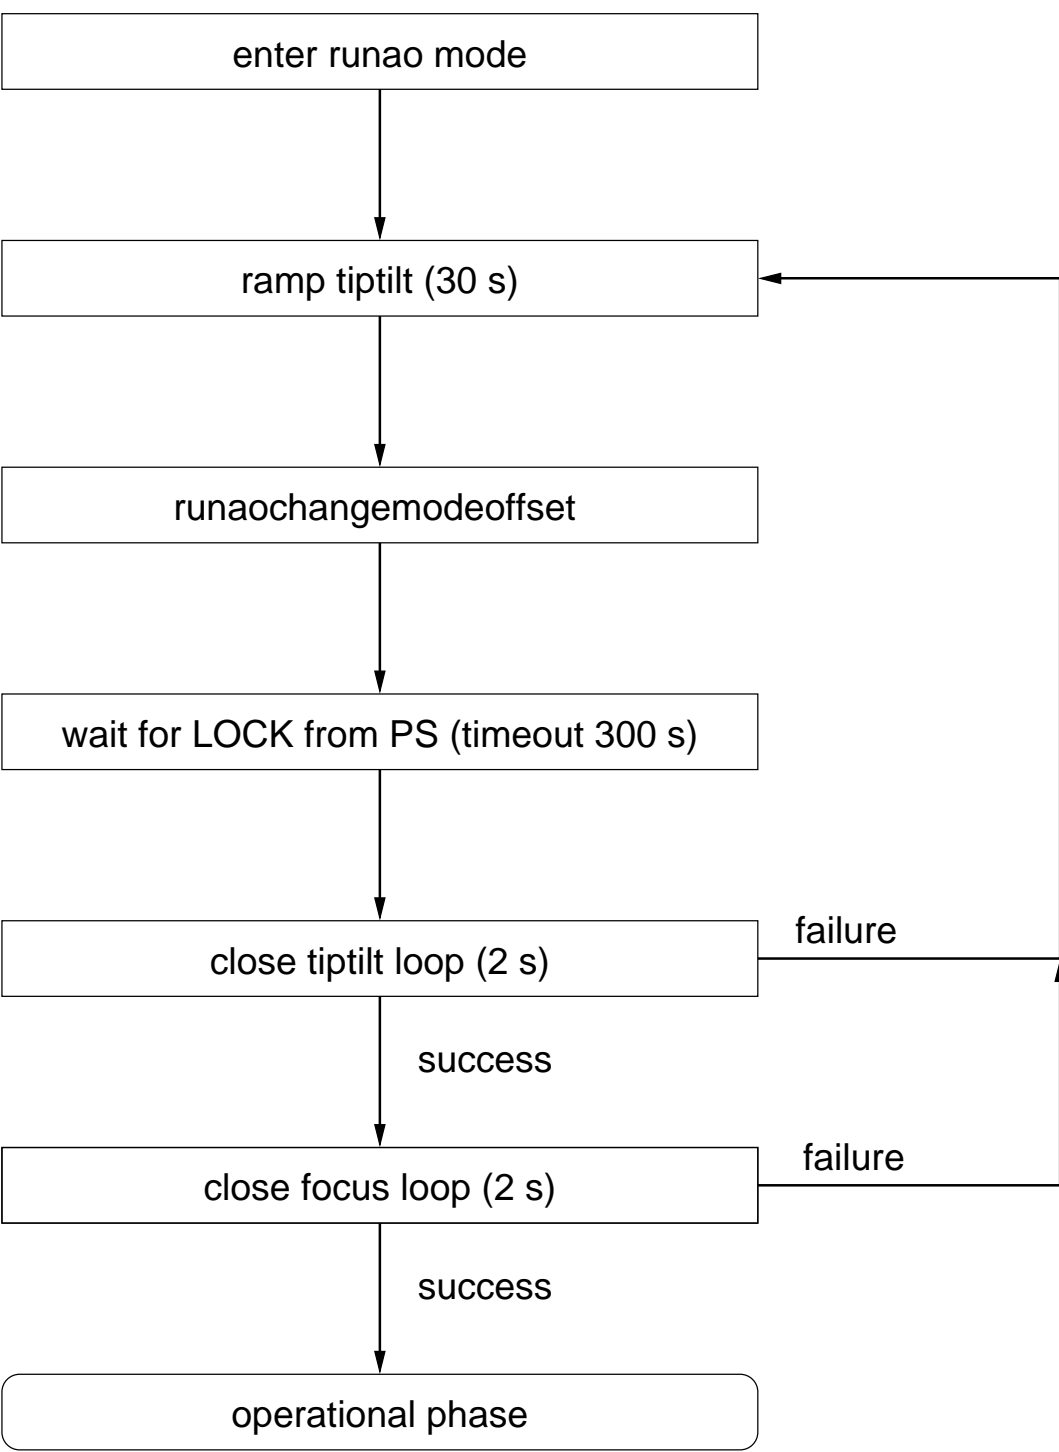 enter runao mode
ramp tiptilt (30 s)
runaochangemodeoffset
wait for LOCK from PS (timeout 300 s)
failure
close tiptilt loop (2 s)
success
failure
close focus loop (2 s)
success
operational phase